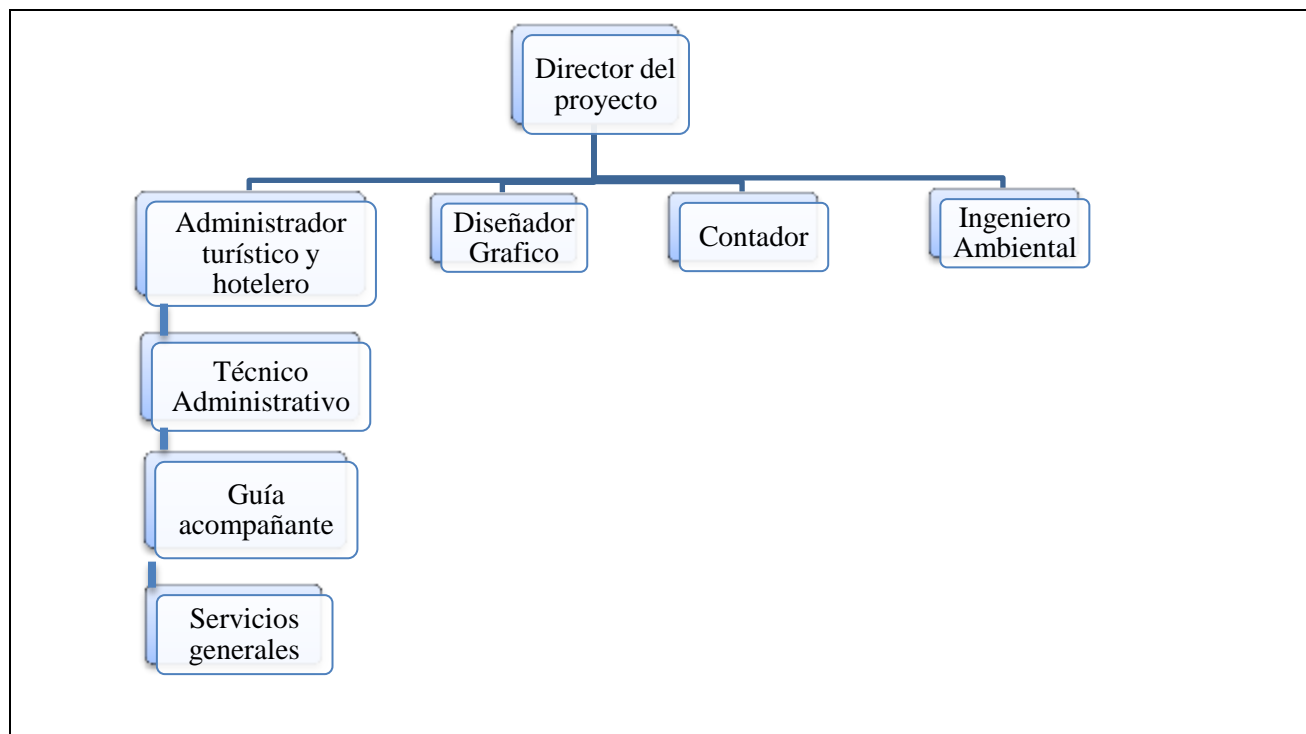 Director del
proyecto
Administrador
turístico y
hotelero
Diseñador
Grafico
Contador
Ingeniero
Ambiental
Técnico
Administrativo
Guía
acompañante
Servicios
generales